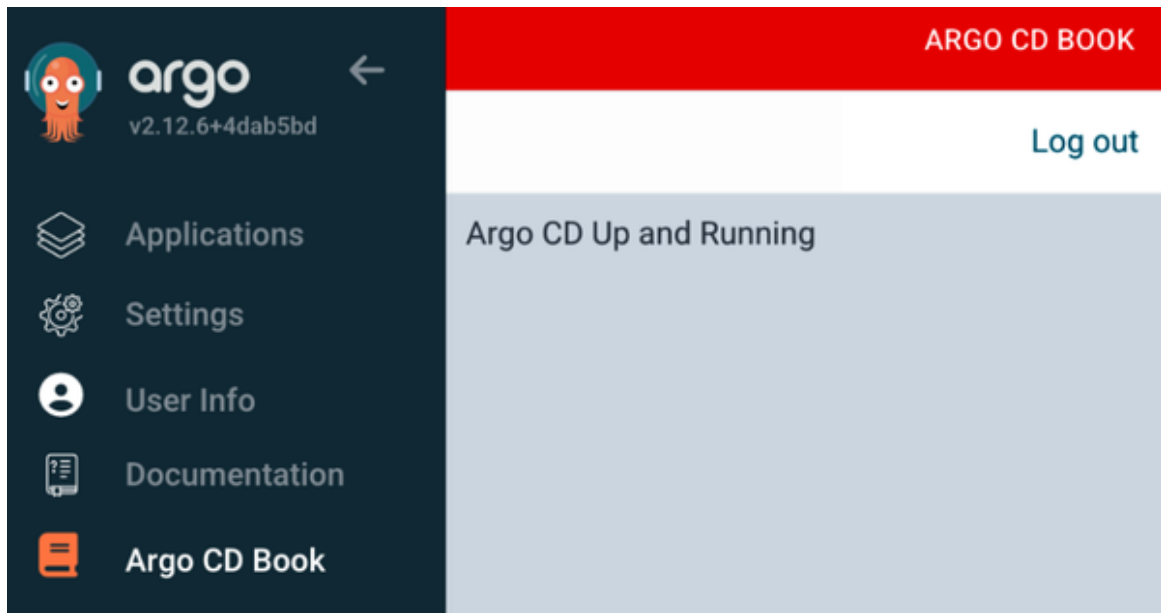 argo
v2.12.6+4dab5bd
Applications
Settings
User Info
Documentation
Argo CD Book
ARGO CD BOOK
Log out
Argo CD Up and Running